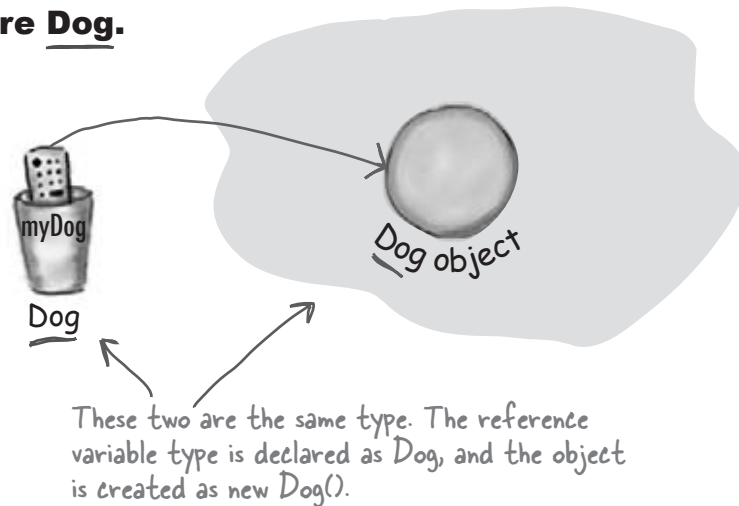 re Dog.
myDog
Dog
Dog object
These two are the same type. The reference
variable type is declared as Dog, and the object
is created as new Dog().